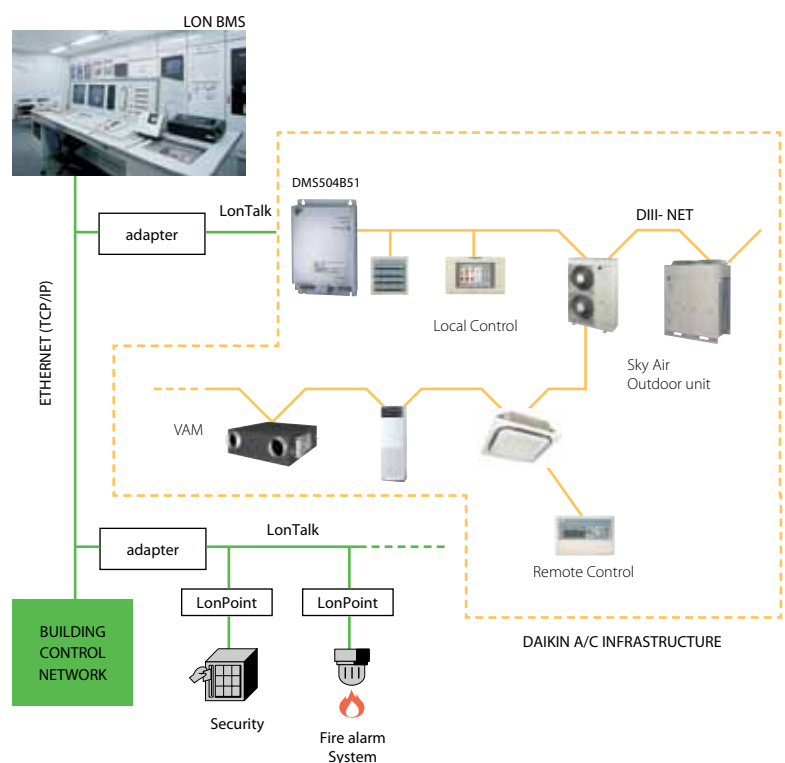 LON BMS
DMS504B51
LonTalk
adapter
DIII- NET
Local Control
Sky Air
Outdoor unit
ETHERNET (TCP/IP)
VAM
LonTalk
adapter
Remote Control
LonPoint
LonPoint
BUILDING
CONTROL
NETWORK
DAIKIN A/C INFRASTRUCTURE
Security
Fire alarm
System